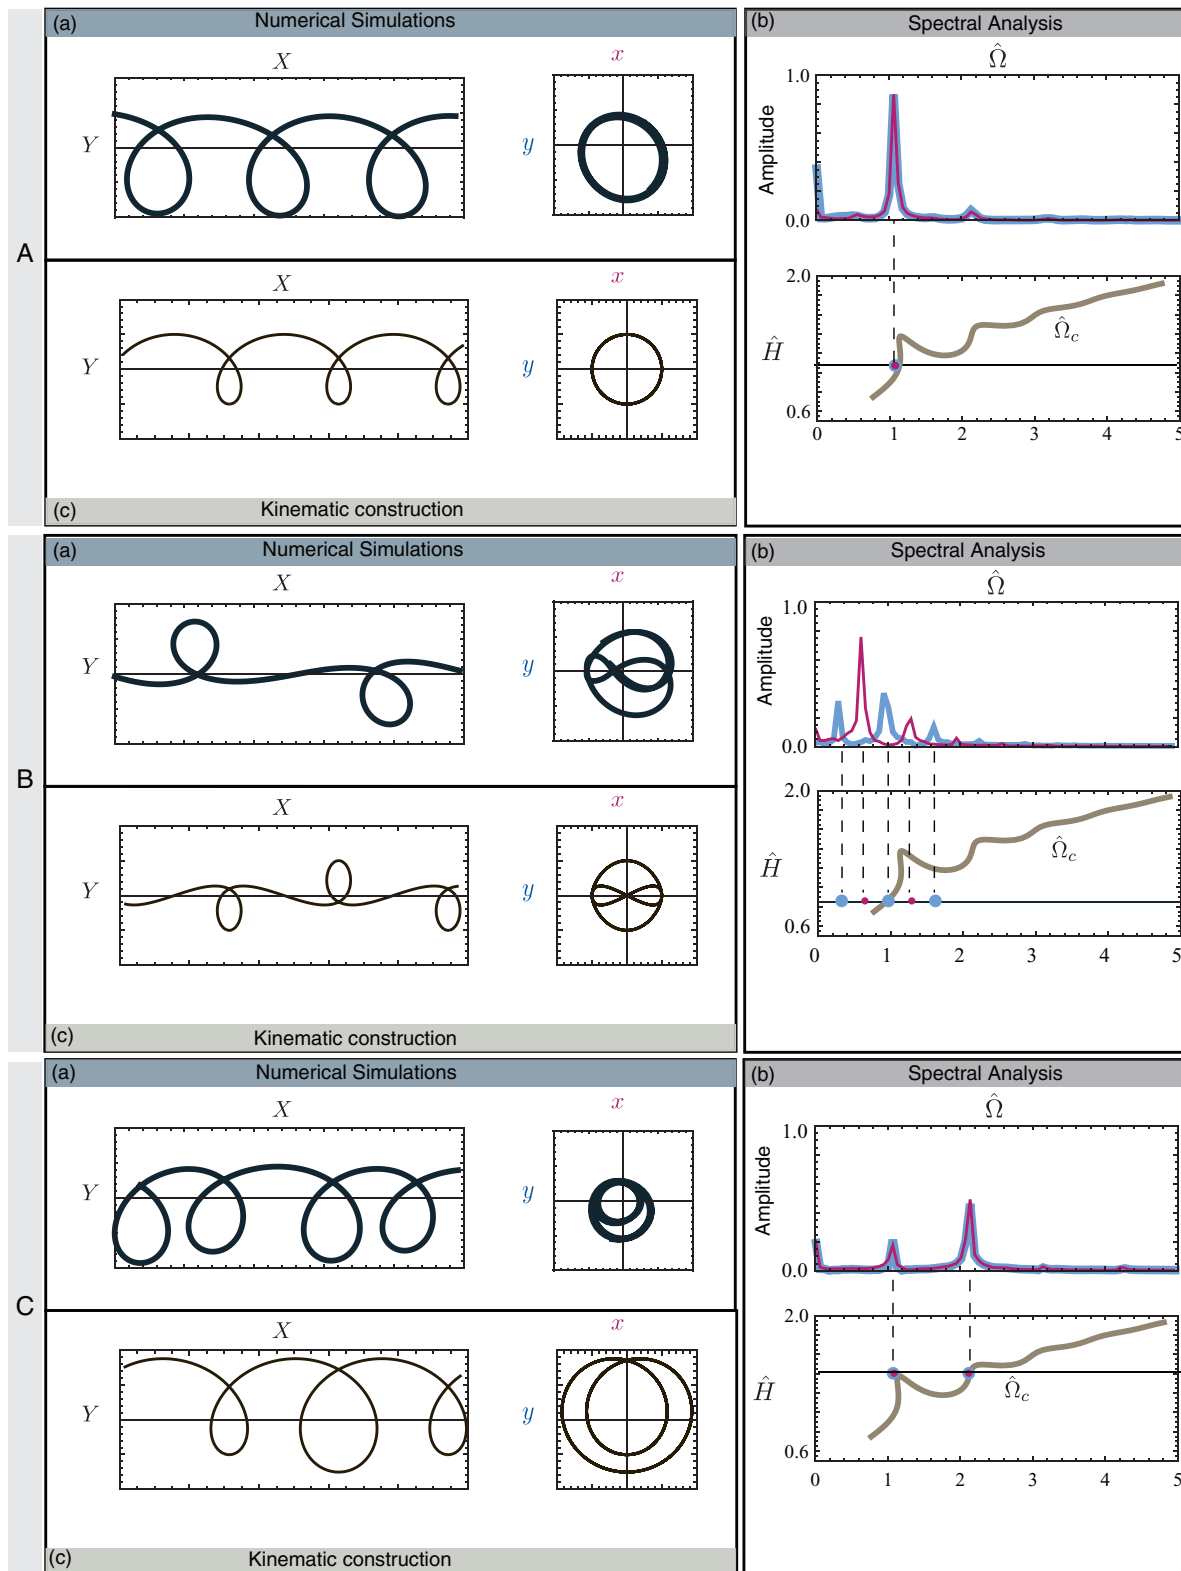 A
(a) Numerical Simulations
X
x
Y
y
X
x
Y
y
(c) Kinematic construction
(b) Spectral Analysis
Ω̂
1.0
Amplitude
0.0
2.0
Ĥ
Ω̂c
0.6
0 1 2 3 4 5
B
(a) Numerical Simulations
X
x
Y
y
X
x
Y
y
(c) Kinematic construction
(b) Spectral Analysis
Ω̂
1.0
Amplitude
0.0
2.0
Ĥ
Ω̂c
0.6
0 1 2 3 4 5
C
(a) Numerical Simulations
X
x
Y
y
X
x
Y
y
(c) Kinematic construction
(b) Spectral Analysis
Ω̂
1.0
Amplitude
0.0
2.0
Ĥ
Ω̂c
0.6
0 1 2 3 4 5